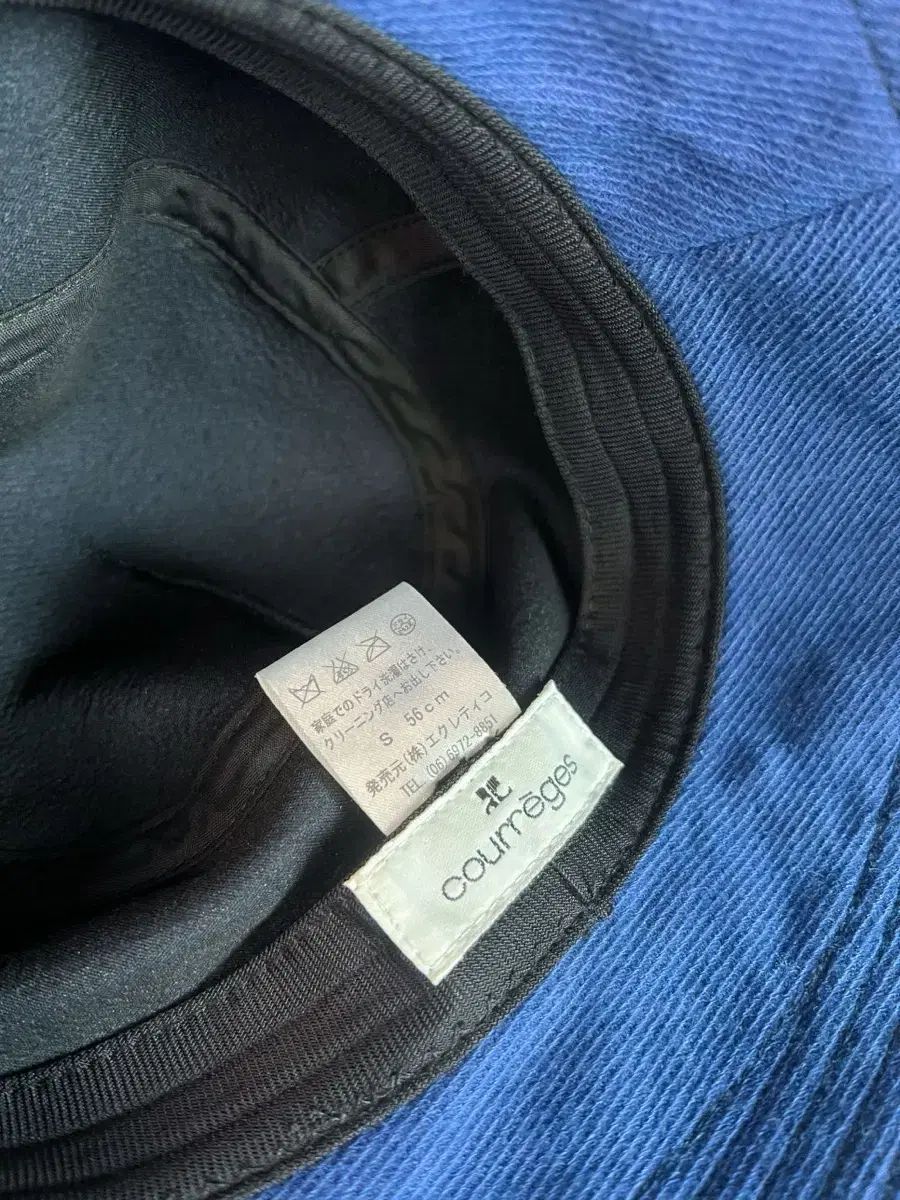 家庭でのドライ洗濯はさけ、
クリーニング店へお出し下さい。
S 56cm
発売元(株)エクレティコ
TEL (06)6972-8851
courrēges